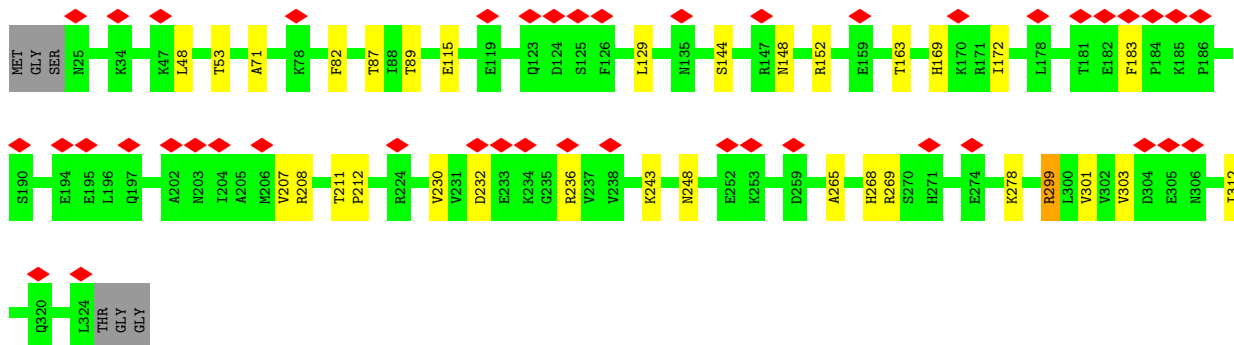 MET GLY SER N25 K34 K47 L48 T53 A71 K78 F82 T87 I88 T89 E115 E119 Q123 D124 S125 F126 L129 N135 S144 R147 N148 R152 E159 T163 H169 K170 R171 I172 L178 T181 E182 F183 P184 K185 P186
S190 E194 E195 L196 Q197 A202 N203 I204 A205 M206 V207 R208 T211 P212 R224 V230 V231 D232 E233 K234 G235 R236 V237 V238 K243 N248 E252 K253 D259 A265 H268 R269 S270 H271 E274 K278 R299 L300 V301 V302 V303 D304 E305 N306 I312
Q320 L324 THR GLY GLY